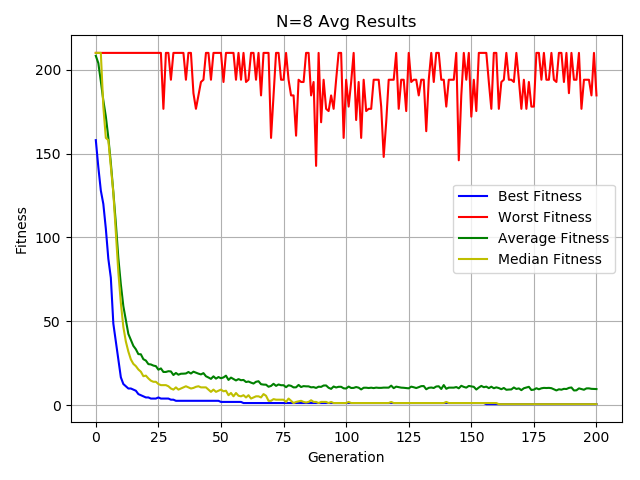 N=8 Avg Results
Fitness
200
150
100
50
0
Best Fitness
Worst Fitness
Average Fitness
Median Fitness
0 25 50 75 100 125 150 175 200
Generation